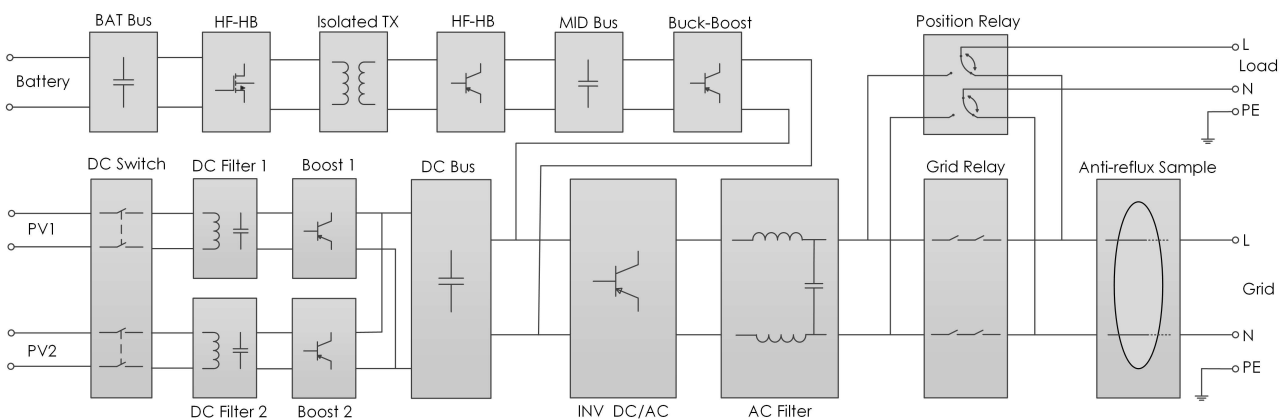 BAT Bus
HF-HB
Isolated TX
HF-HB
MID Bus
Buck-Boost
Position Relay
Battery
L
Load
N
PE
DC Switch
DC Filter 1
Boost 1
DC Bus
Grid Relay
Anti-reflux Sample
PV1
L
Grid
PV2
N
PE
DC Filter 2
Boost 2
INV DC/AC
AC Filter